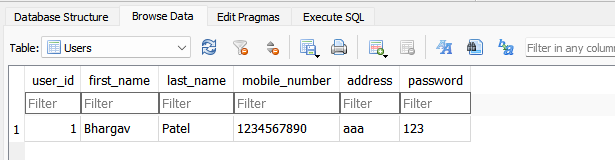 Database Structure Browse Data Edit Pragmas Execute SQL
Table: Users Filter in any colum
user_id first_name last_name mobile_number address password
Filter Filter Filter Filter Filter Filter
1 1 Bhargav Patel 1234567890 aaa 123